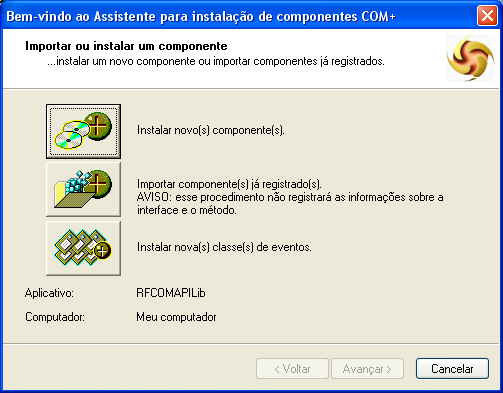 Bem-vindo ao Assistente para instalação de componentes COM+
Importar ou instalar um componente
...instalar um novo componente ou importar componentes já registrados.
Instalar novo(s) componente(s).
Importar componente(s) já registrado(s).
AVISO: esse procedimento não registrará as informações sobre a
interface e o método.
Instalar nova(s) classe(s) de eventos.
Aplicativo: RFCOMAPILib
Computador: Meu computador
< Voltar Avançar > Cancelar